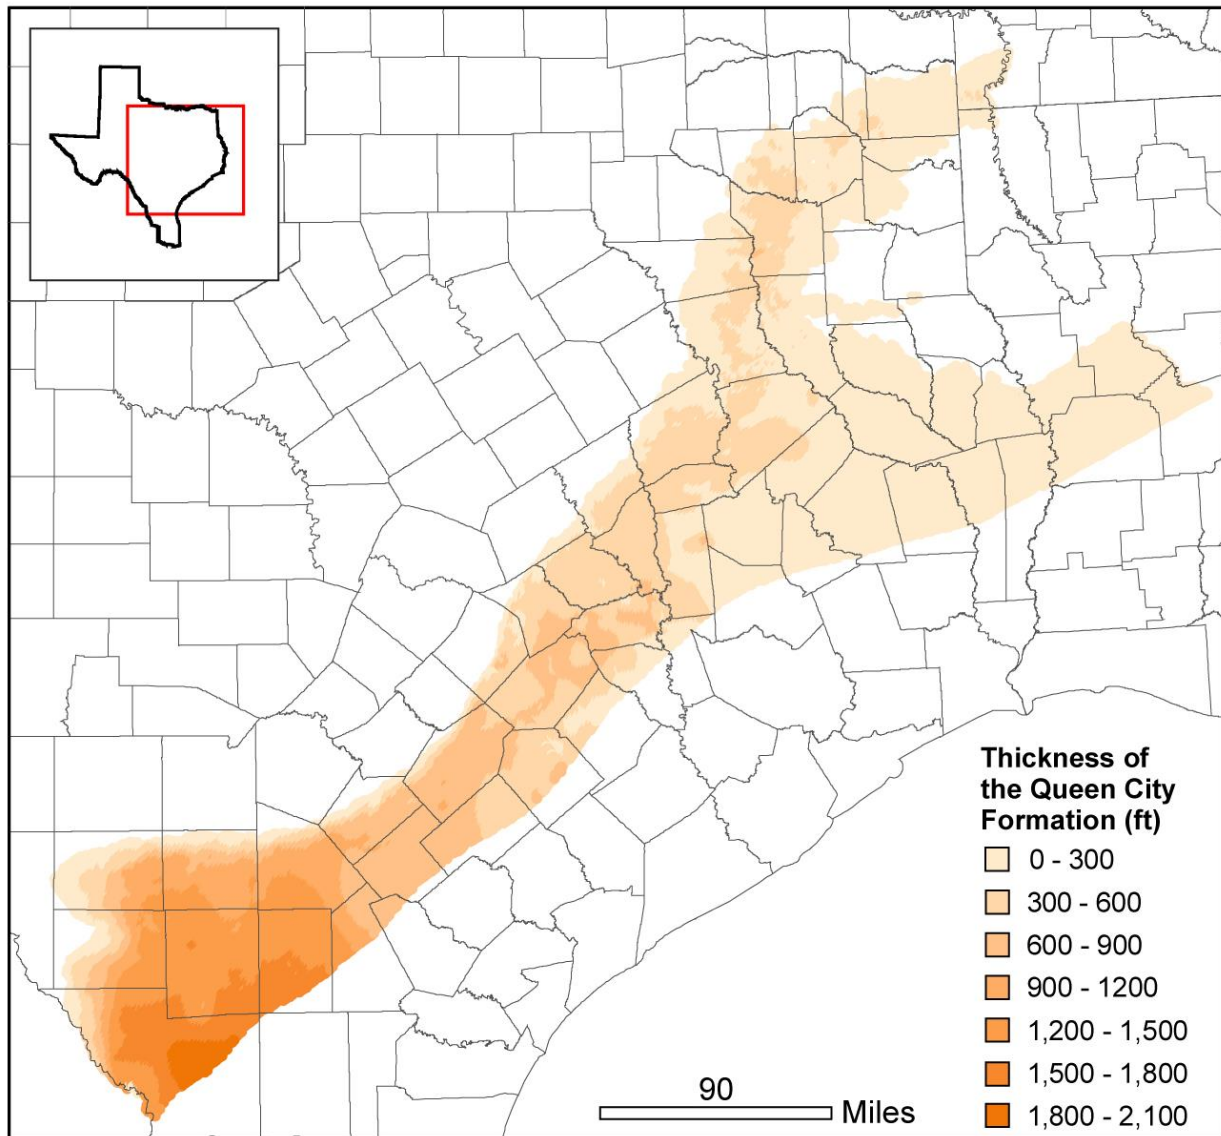 Thickness of
the Queen City
Formation (ft)
0 - 300
300 - 600
600 - 900
900 - 1200
1,200 - 1,500
1,500 - 1,800
1,800 - 2,100
90
Miles